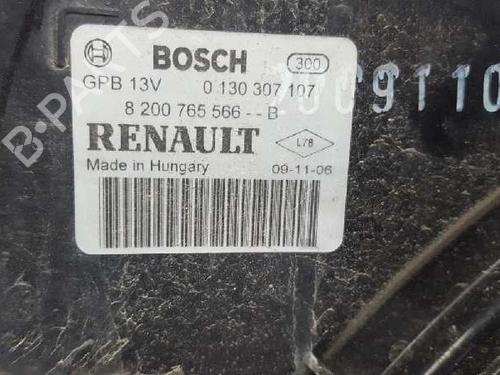 BOSCH 300
GPB 13V 0 130 307 107
8 200 765 566 - - B
RENAULT L78
Made in Hungary 09-11-06
B-PARTS